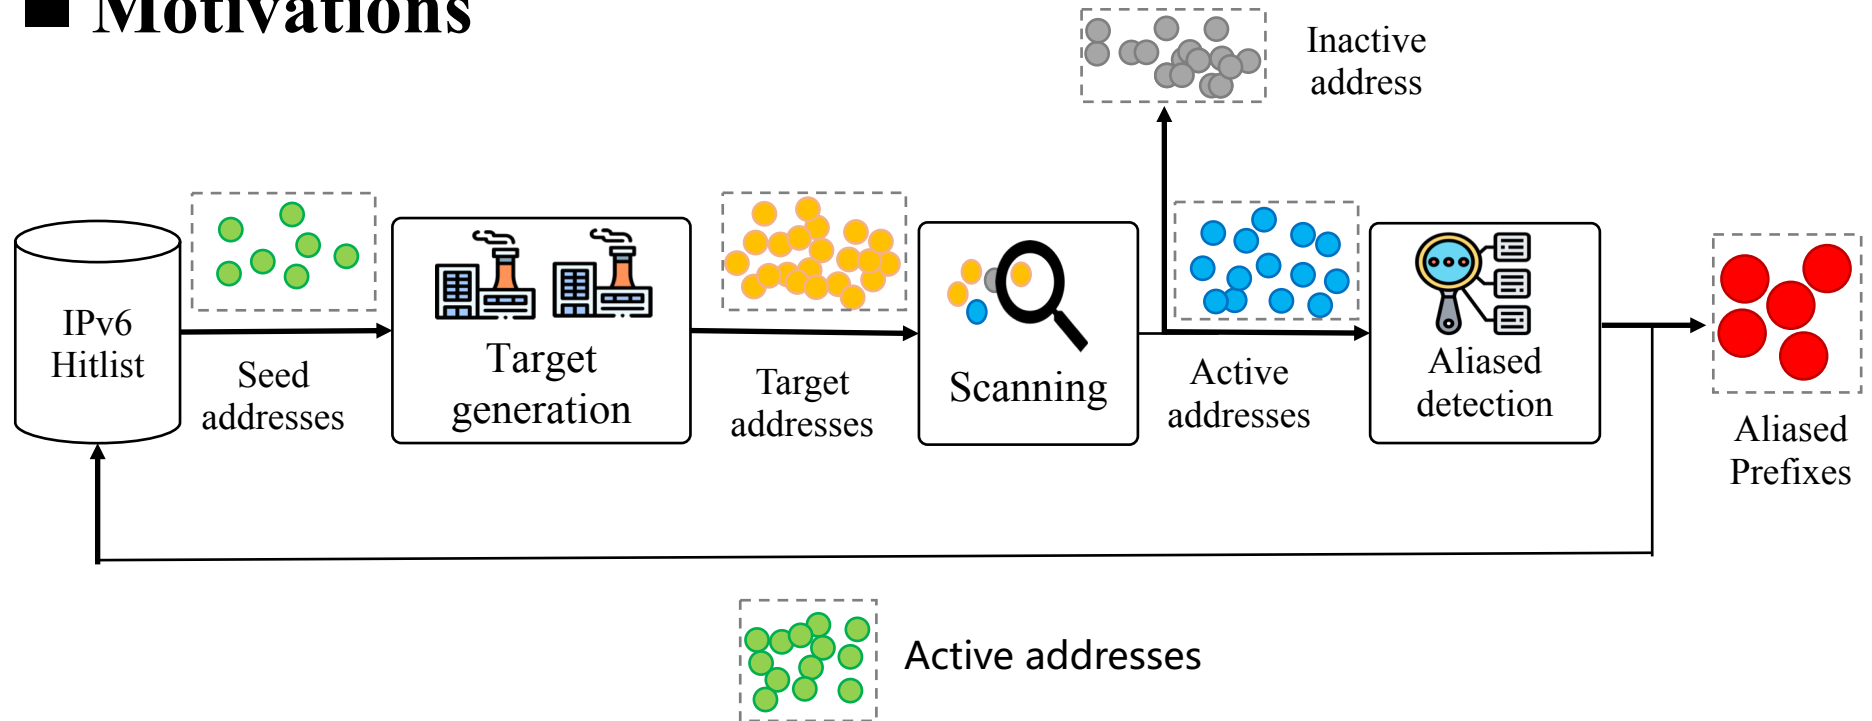 ■ Motivations
Inactive
address
IPv6
Hitlist
Seed
addresses
Target
generation
Target
addresses
Scanning
Active
addresses
Aliased
detection
Aliased
Prefixes
Active addresses